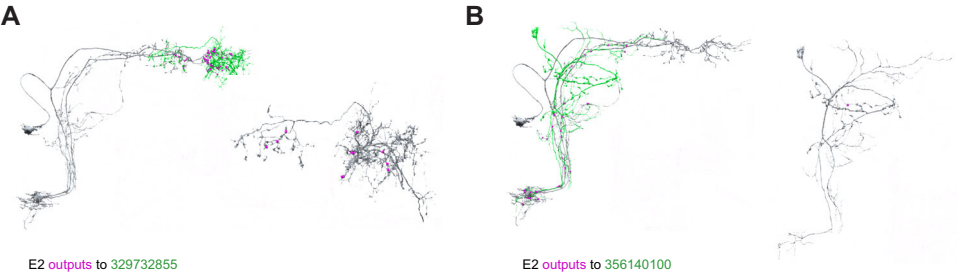 A
B
E2 outputs to 329732855
E2 outputs to 356140100